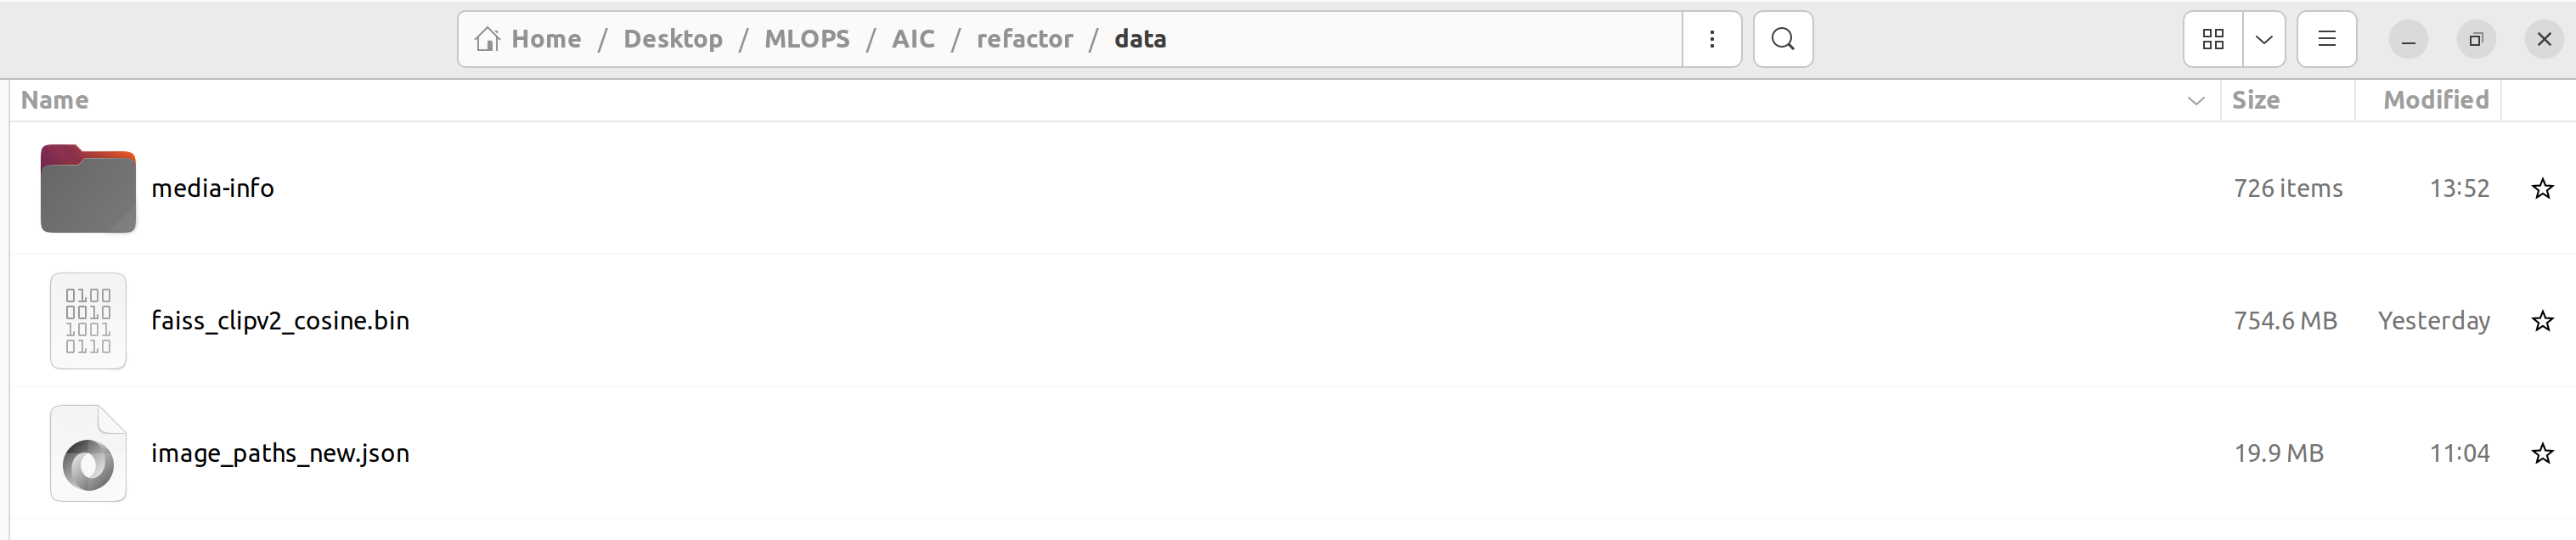 Home / Desktop / MLOPS / AIC / refactor / data
Name Size Modified
media-info 726 items 13:52
0100
0010
1001
0110
faiss_clipv2_cosine.bin 754.6 MB Yesterday
image_paths_new.json 19.9 MB 11:04